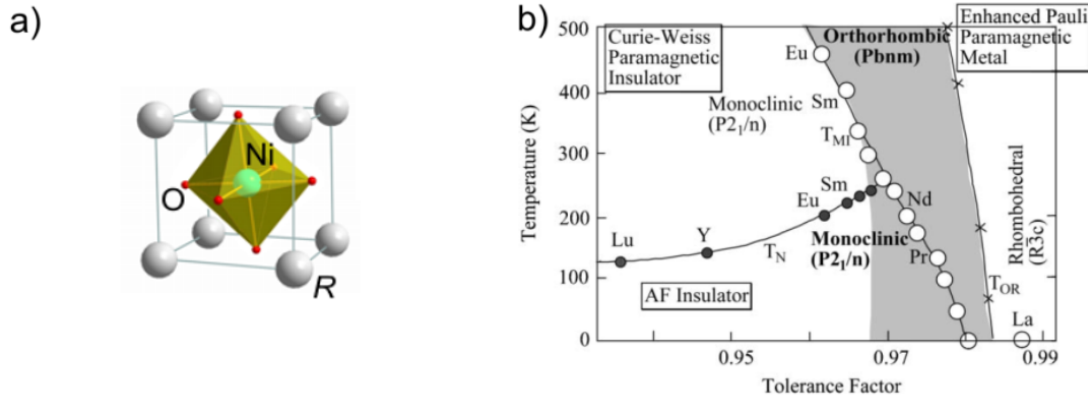 a)
Ni
O
R
b)
500
400
300
200
100
0
Temperature (K)
Curie-Weiss
Paramagnetic
Insulator
Eu
Orthorhombic
(Pbnm)
Enhanced Pauli
Paramagnetic
Metal
Monoclinic
(P2₁/n)
Sm
T_MI
Sm
Eu
Nd
Lu
Y
T_N
Monoclinic
(P2₁/n)
Pr
Rhombohedral
(R3̄c)
AF Insulator
T_OR
La
0.95
0.97
0.99
Tolerance Factor